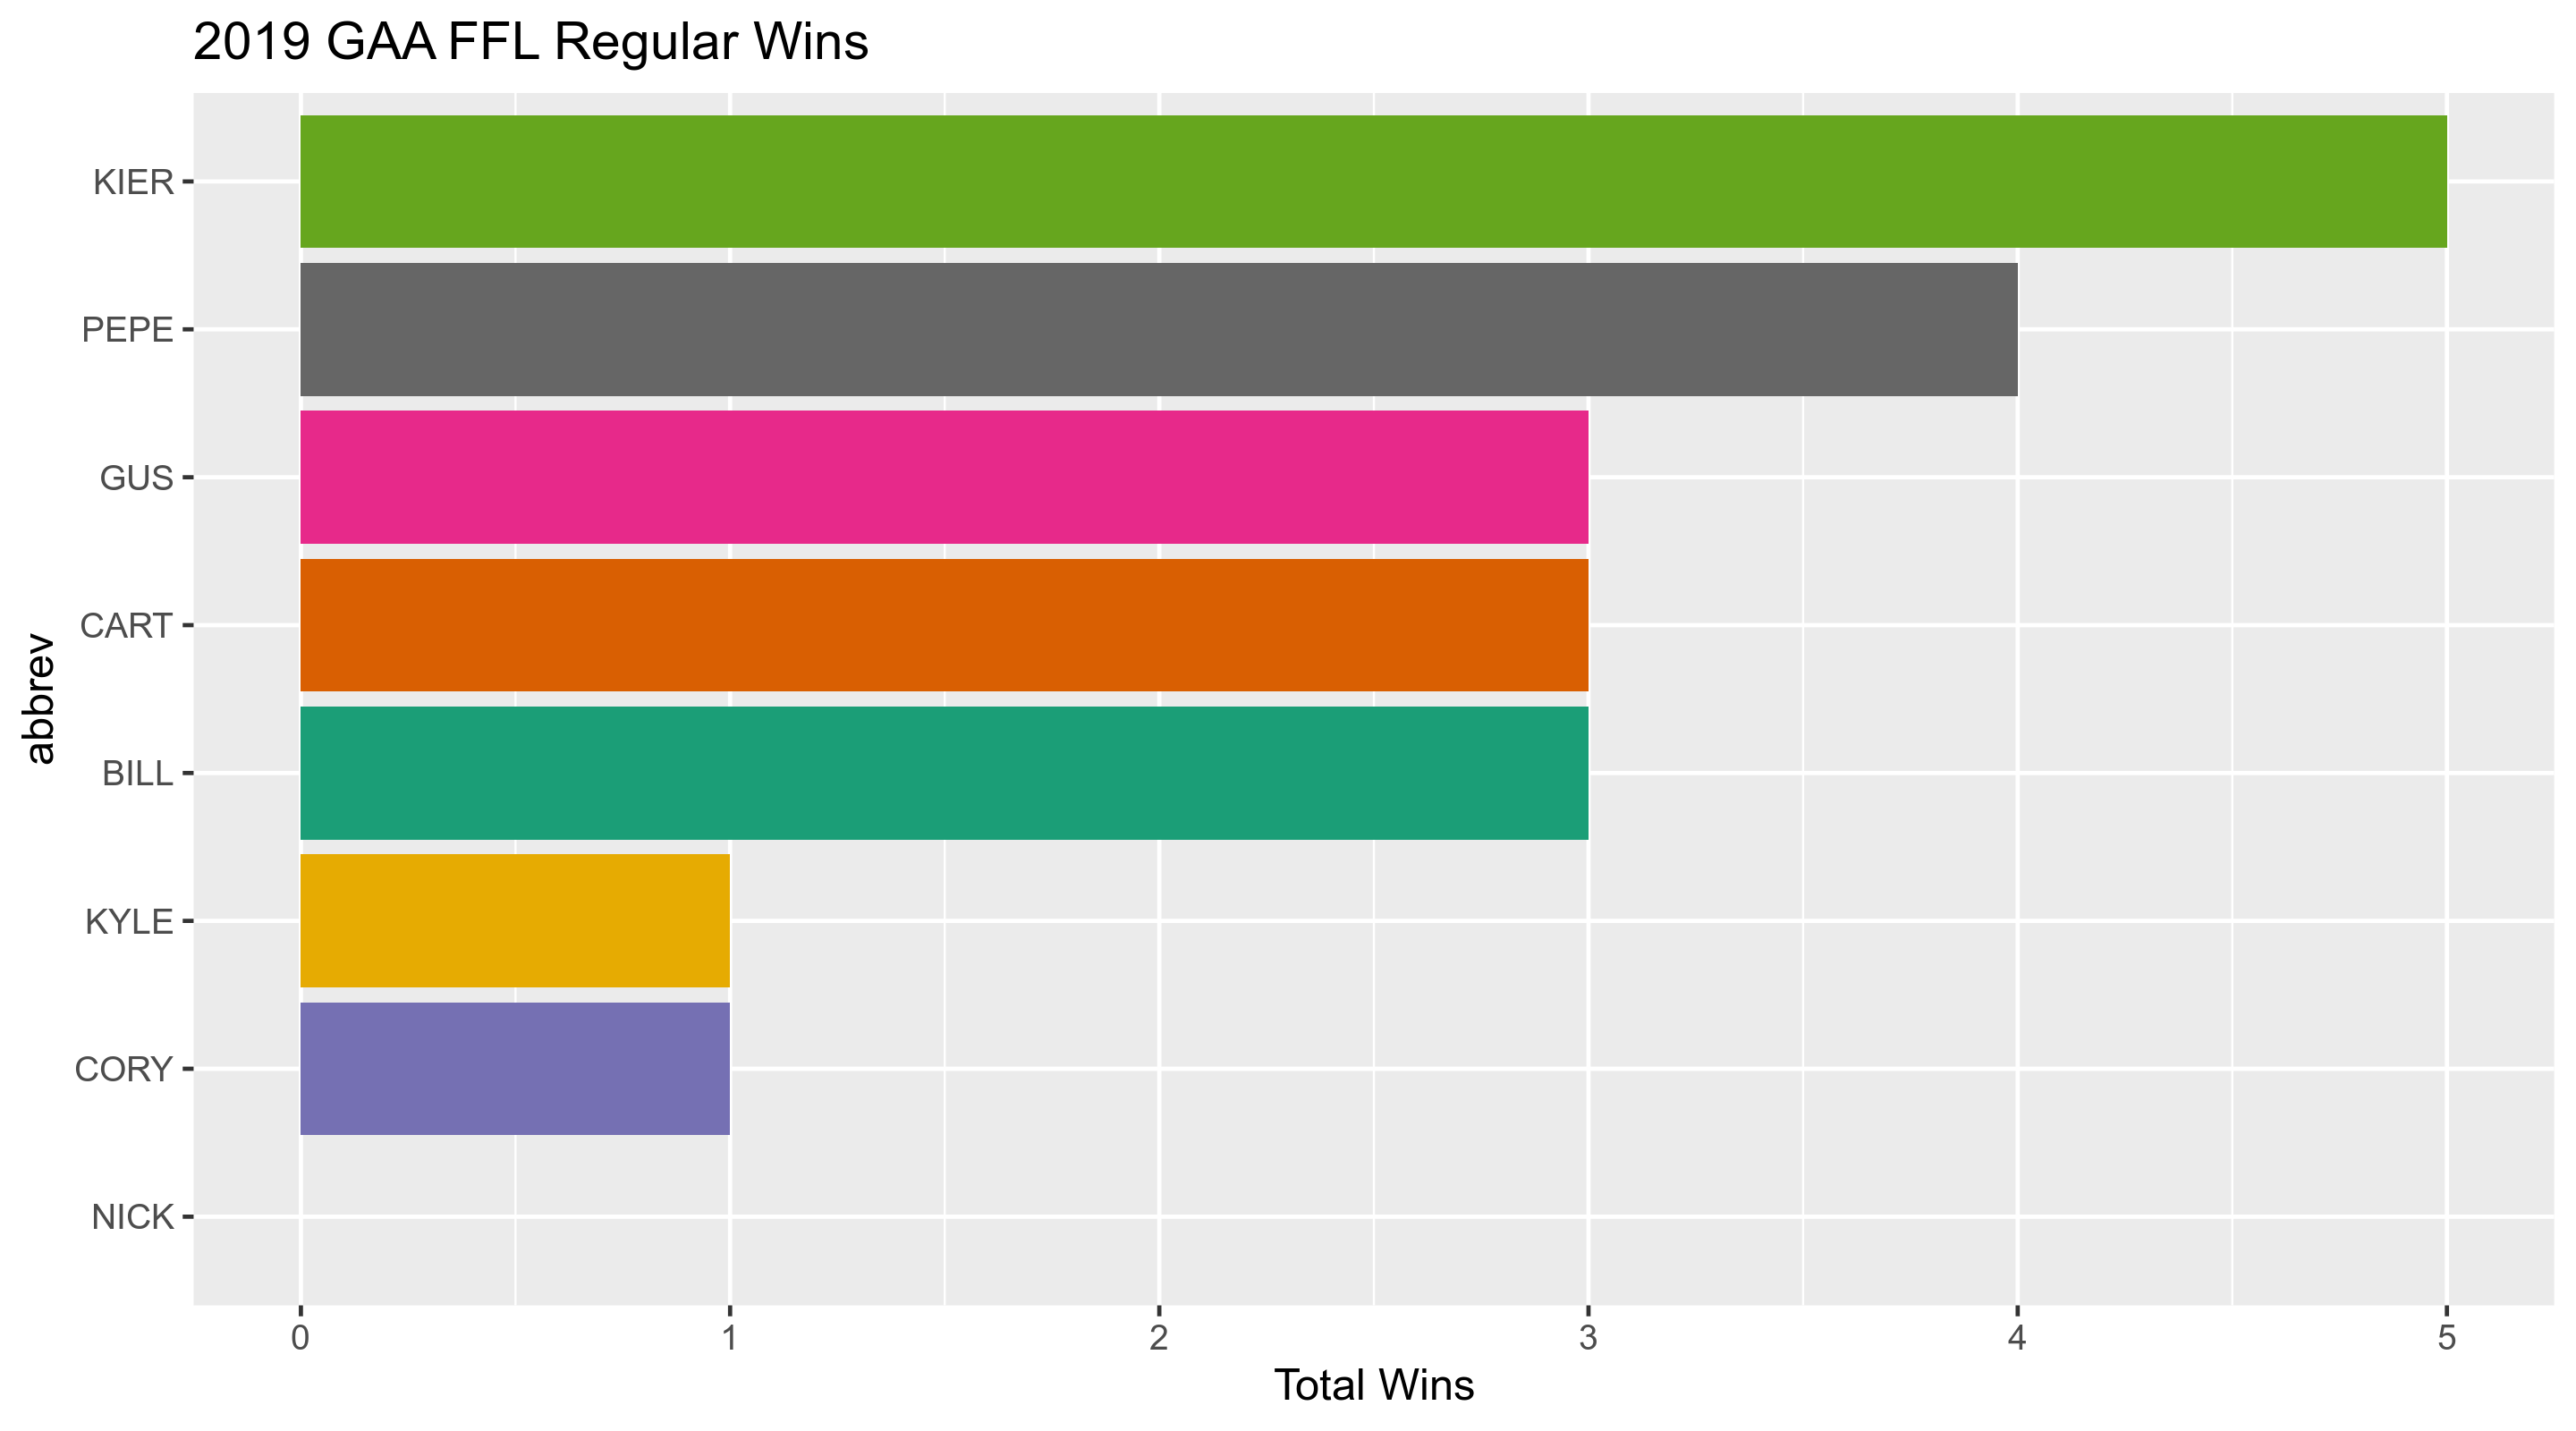 2019 GAA FFL Regular Wins
KIER
PEPE
GUS
CART
BILL
KYLE
CORY
NICK
abbrev
0 1 2 3 4 5
Total Wins